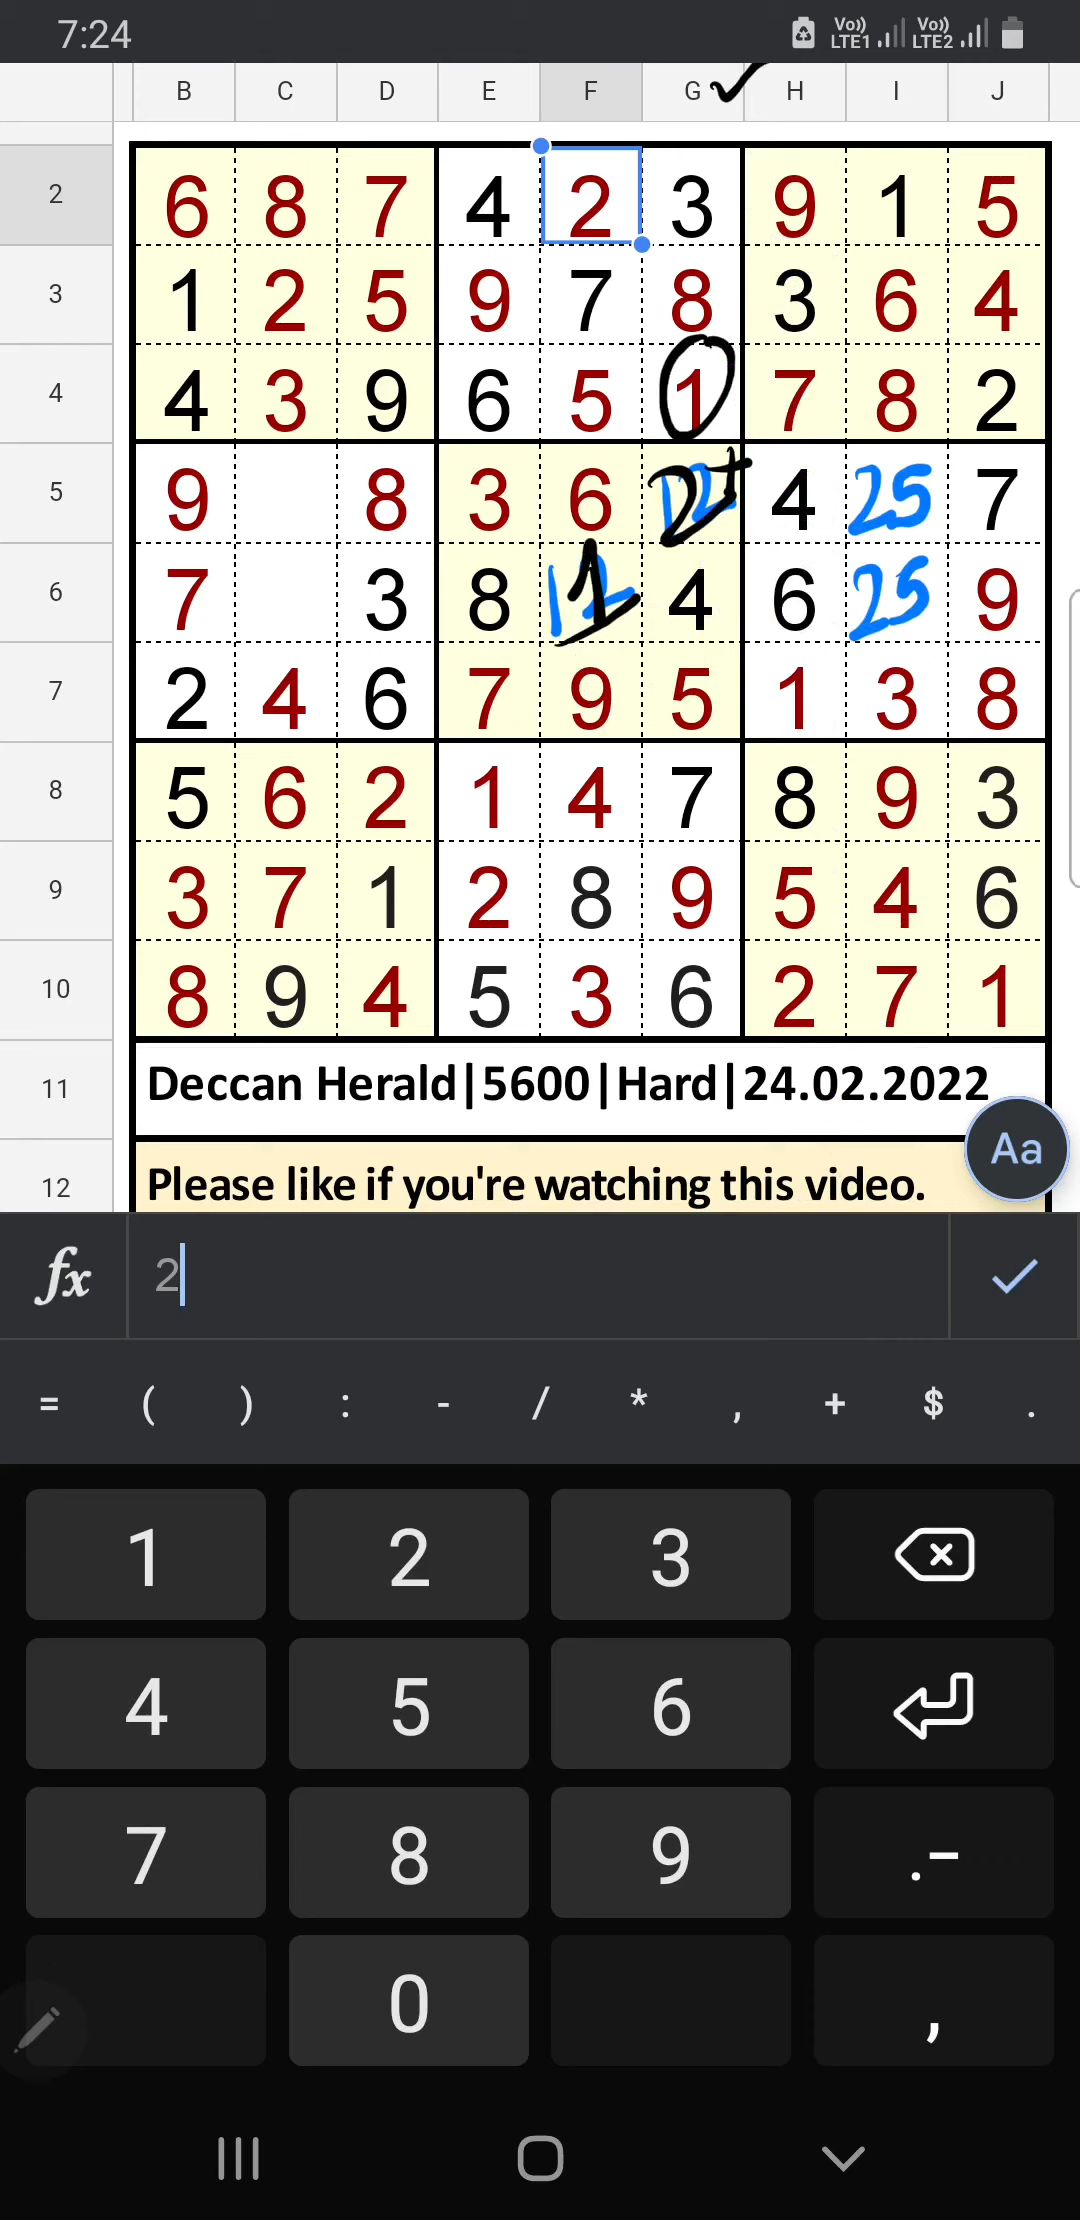 7:24 Vo)) LTE1 Vo)) LTE2
B C D E F G H I J
2 6 8 7 4 2 3 9 1 5
3 1 2 5 9 7 8 3 6 4
4 4 3 9 6 5 1 7 8 2
5 9 8 3 6 4 25 7
6 7 3 8 4 6 25 9
7 2 4 6 7 9 5 1 3 8
8 5 6 2 1 4 7 8 9 3
9 3 7 1 2 8 9 5 4 6
10 8 9 4 5 3 6 2 7 1
11 Deccan Herald|5600|Hard|24.02.2022
Aa
12 Please like if you're watching this video.
fx 2
= ( ) : - / * , + $ .
1 2 3
4 5 6
7 8 9 .-
0 ,